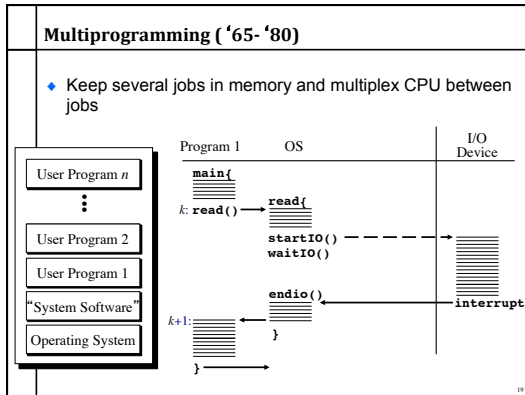 Multiprogramming ( ‘65- ‘80)
◆ Keep several jobs in memory and multiplex CPU between
jobs
User Program n
User Program 2
User Program 1
“System Software”
Operating System
Program 1
OS
I/O
Device
main{
k: read()
read{
startIO()
waitIO()
endio()
interrupt
k+1:
}
}
19